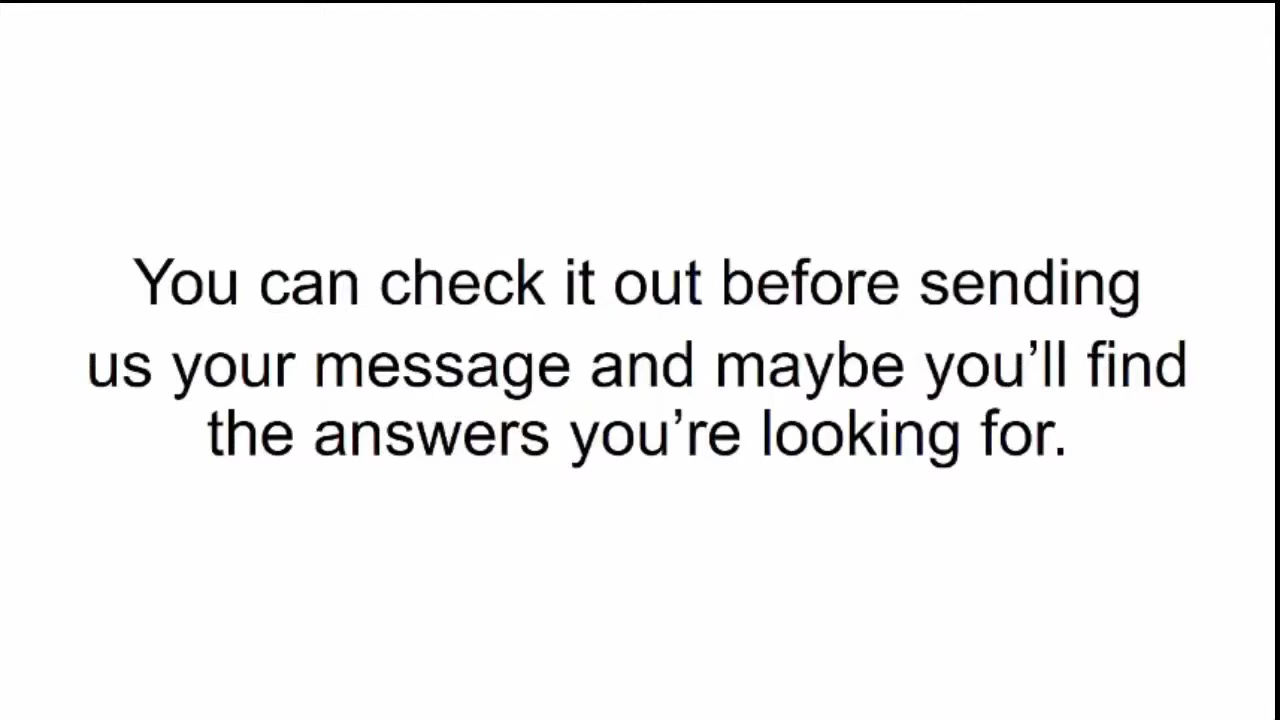 You can check it out before sending
us your message and maybe you’ll find
the answers you’re looking for.